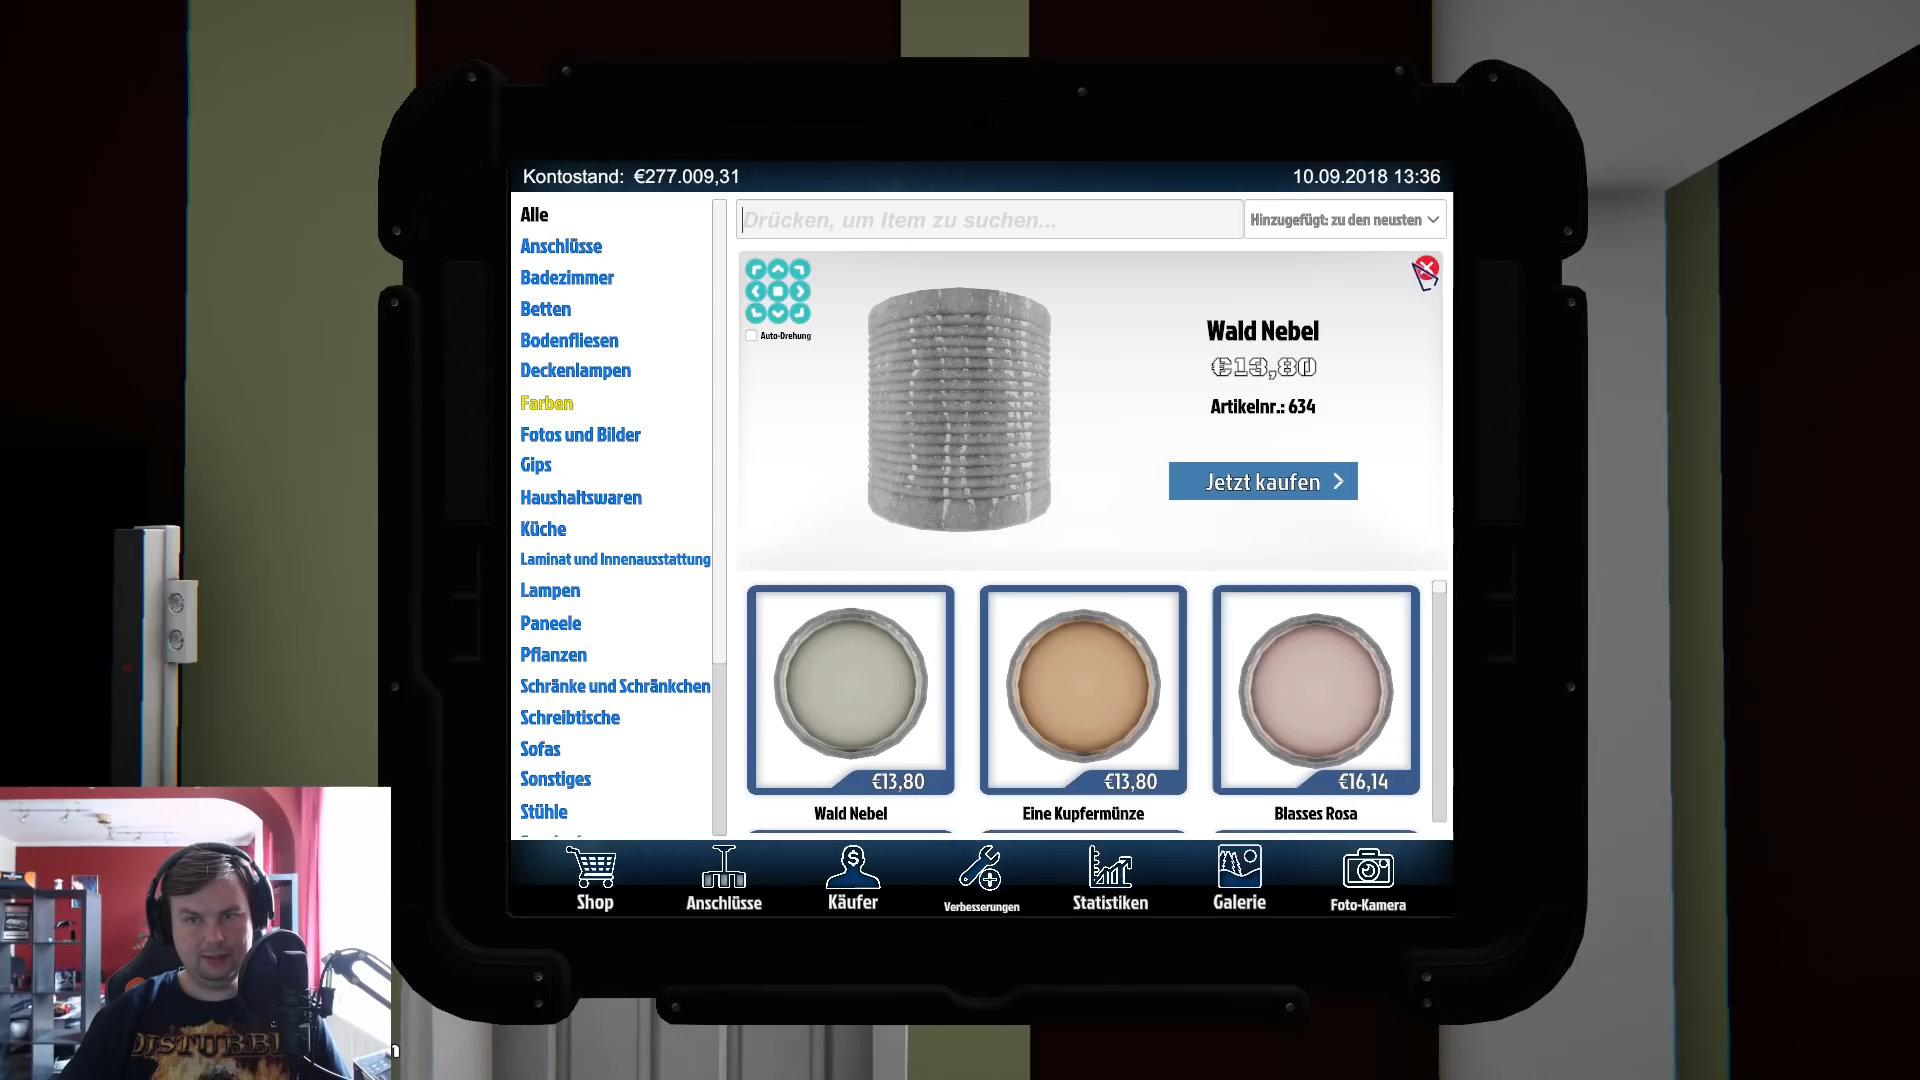 Kontostand: €277.009,31
10.09.2018 13:36
Alle
Anschlüsse
Badezimmer
Betten
Bodenfliesen
Deckenlampen
Farben
Fotos und Bilder
Gips
Haushaltswaren
Küche
Laminat und Innenausstattung
Lampen
Paneele
Pflanzen
Schränke und Schränkchen
Schreibtische
Sofas
Sonstiges
Stühle
Drücken, um Item zu suchen...
Hinzugefügt: zu den neusten
Auto-Drehung
Wald Nebel
€13,80
Artikelnr.: 634
Jetzt kaufen
€13,80
Wald Nebel
€13,80
Eine Kupfermünze
€16,14
Blasses Rosa
Shop
Anschlüsse
Käufer
Verbesserungen
Statistiken
Galerie
Foto-Kamera
DISTURBE